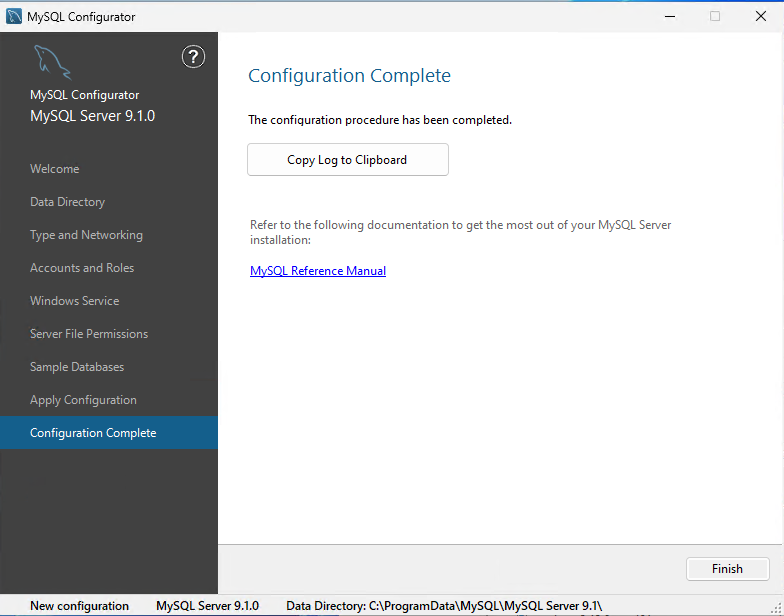 MySQL Configurator
?
MySQL Configurator
MySQL Server 9.1.0
Welcome
Data Directory
Type and Networking
Accounts and Roles
Windows Service
Server File Permissions
Sample Databases
Apply Configuration
Configuration Complete
Configuration Complete
The configuration procedure has been completed.
Copy Log to Clipboard
Refer to the following documentation to get the most out of your MySQL Server
installation:
MySQL Reference Manual
Finish
New configuration MySQL Server 9.1.0 Data Directory: C:\ProgramData\MySQL\MySQL Server 9.1\